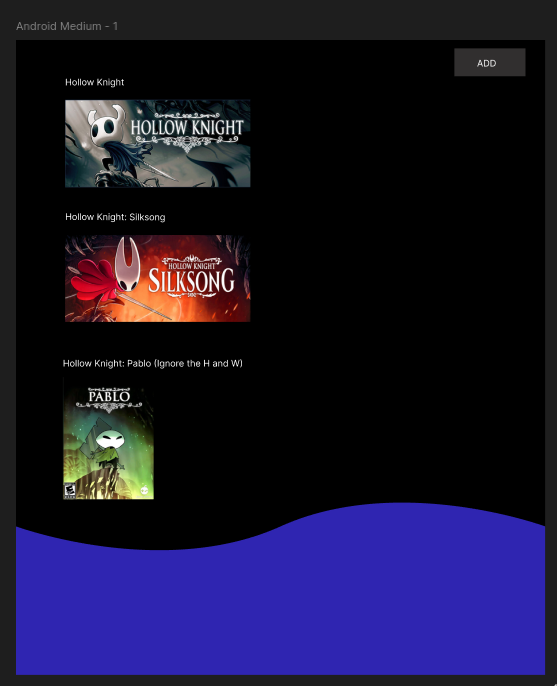 Android Medium - 1
ADD
Hollow Knight
HOLLOW KNIGHT
Hollow Knight: Silksong
HOLLOW KNIGHT
SILKSONG
Hollow Knight: Pablo (Ignore the H and W)
PABLO
E